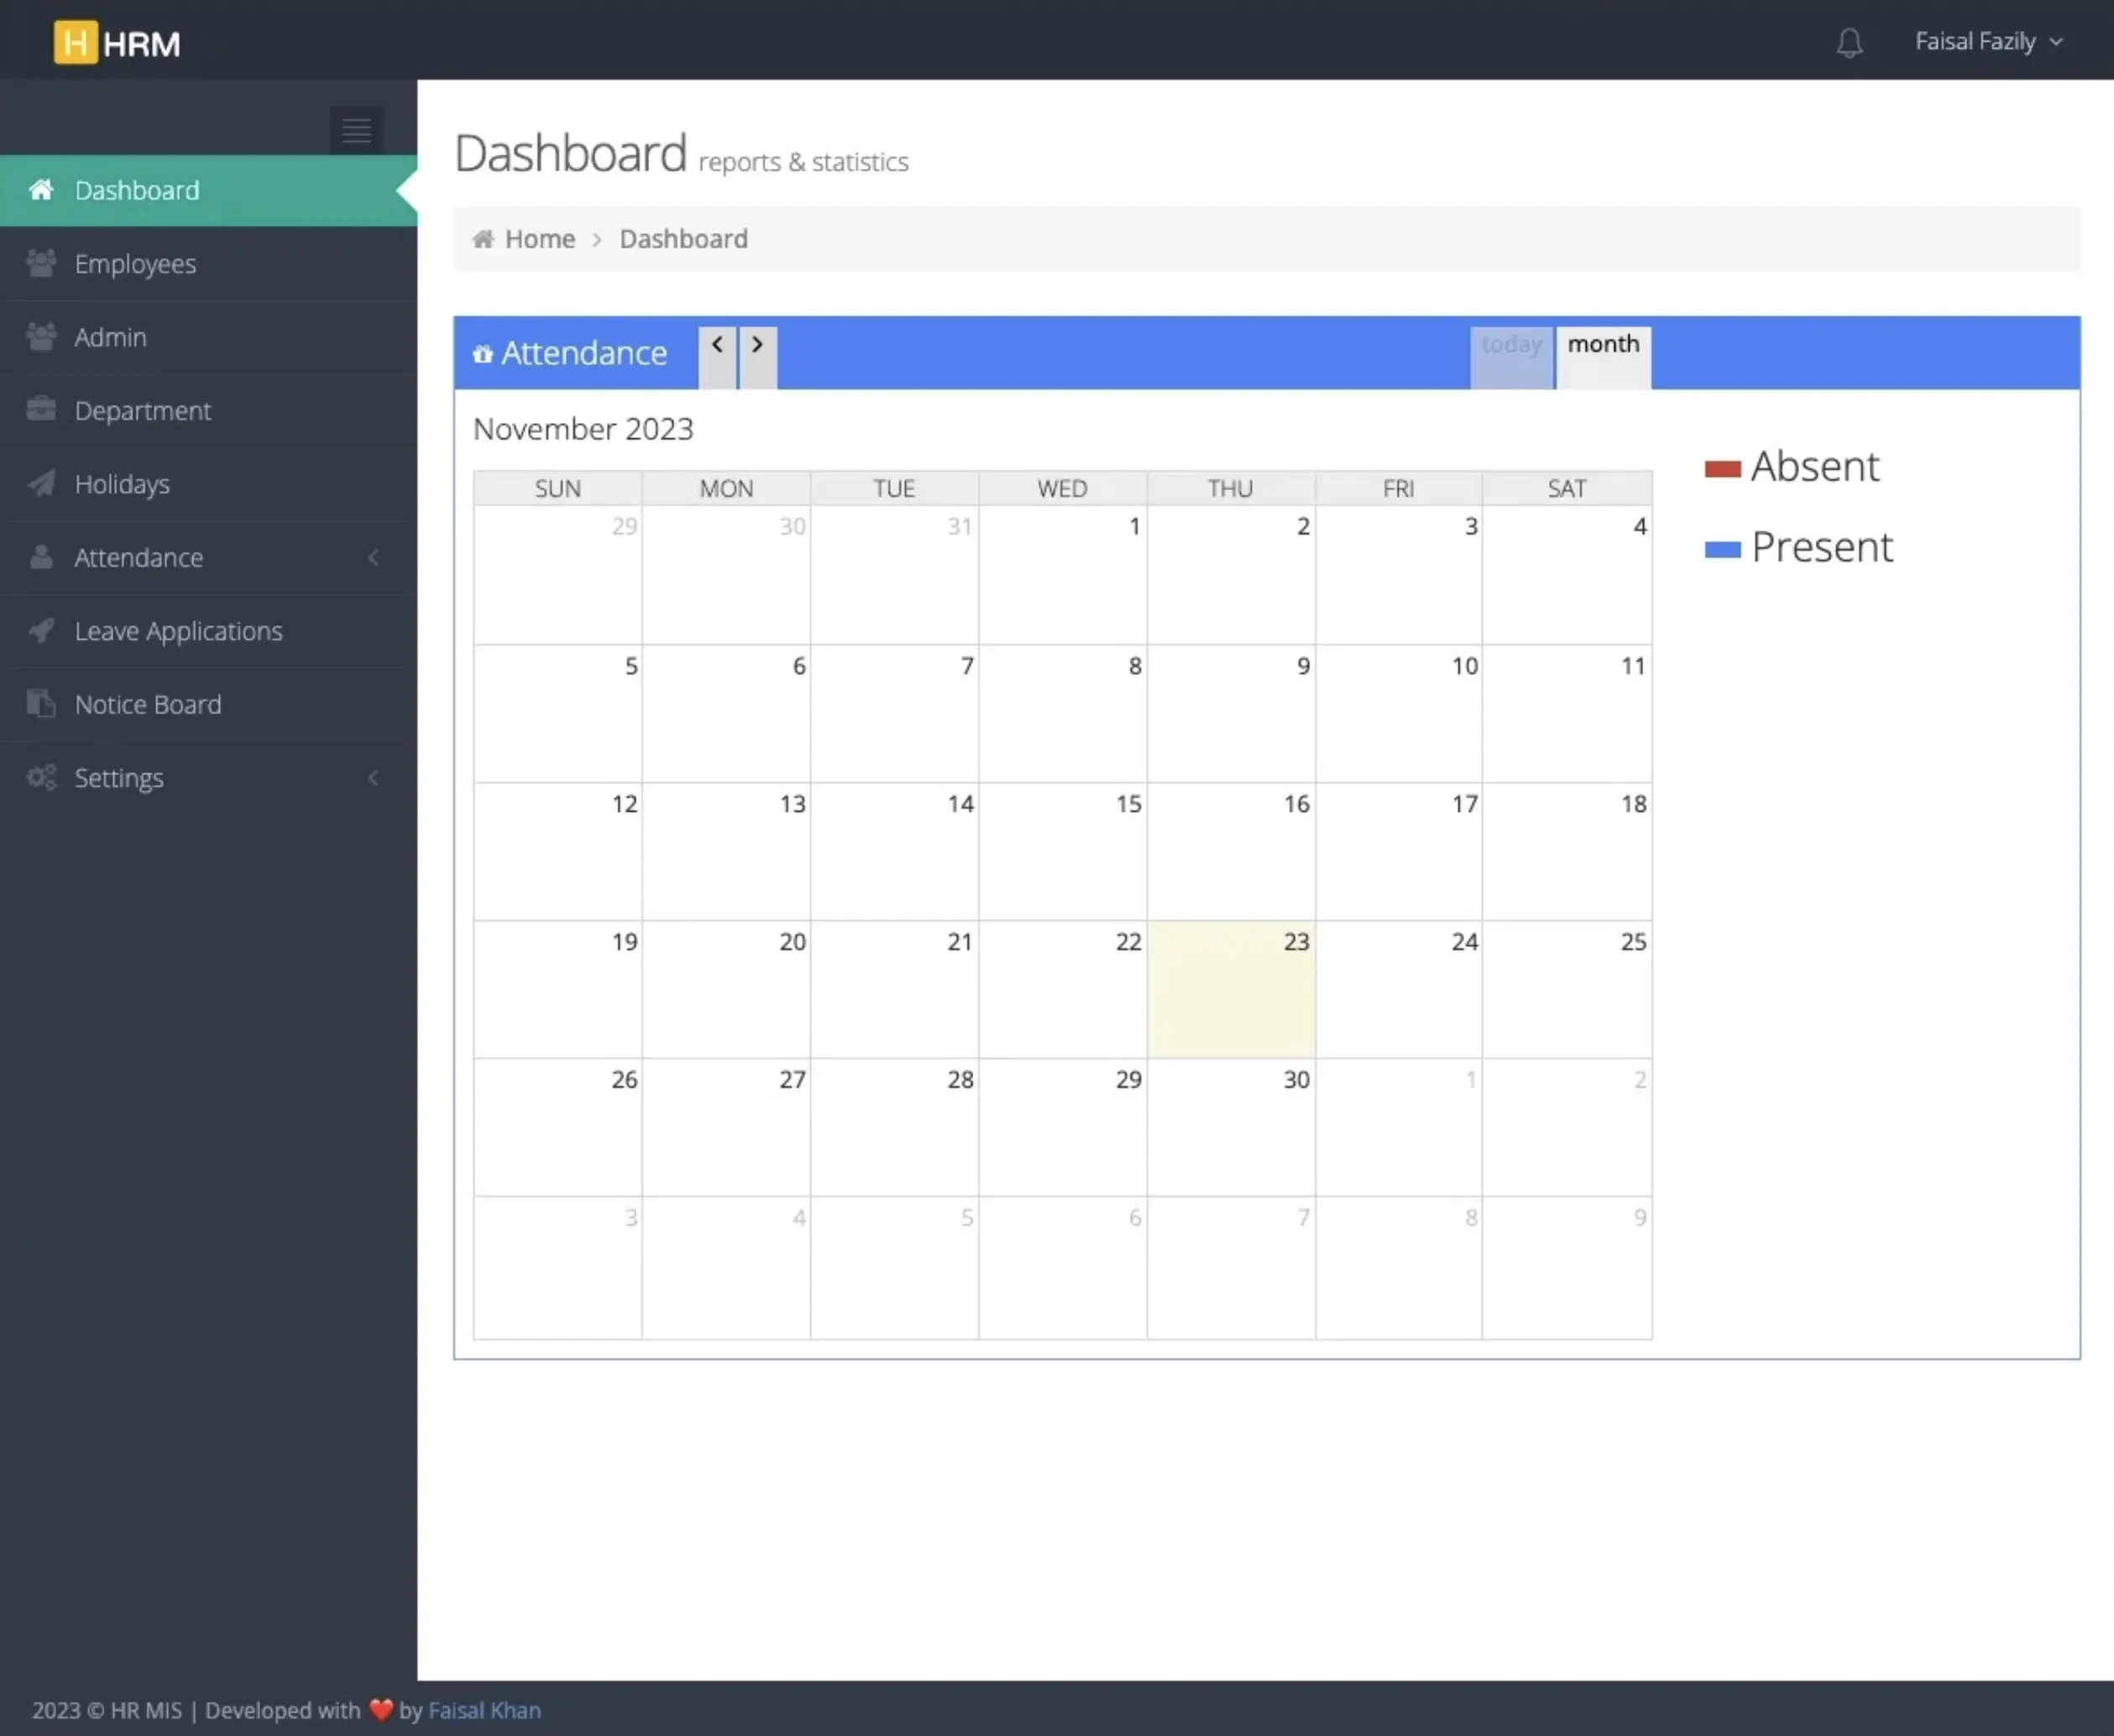 H HRM
Faisal Fazily
Dashboard
Employees
Admin
Department
Holidays
Attendance
Leave Applications
Notice Board
Settings
Dashboard reports & statistics
Home > Dashboard
Attendance < > today month
November 2023
SUN MON TUE WED THU FRI SAT
29 30 31 1 2 3 4
5 6 7 8 9 10 11
12 13 14 15 16 17 18
19 20 21 22 23 24 25
26 27 28 29 30 1 2
3 4 5 6 7 8 9
Absent
Present
2023 © HR MIS | Developed with ❤️ by Faisal Khan